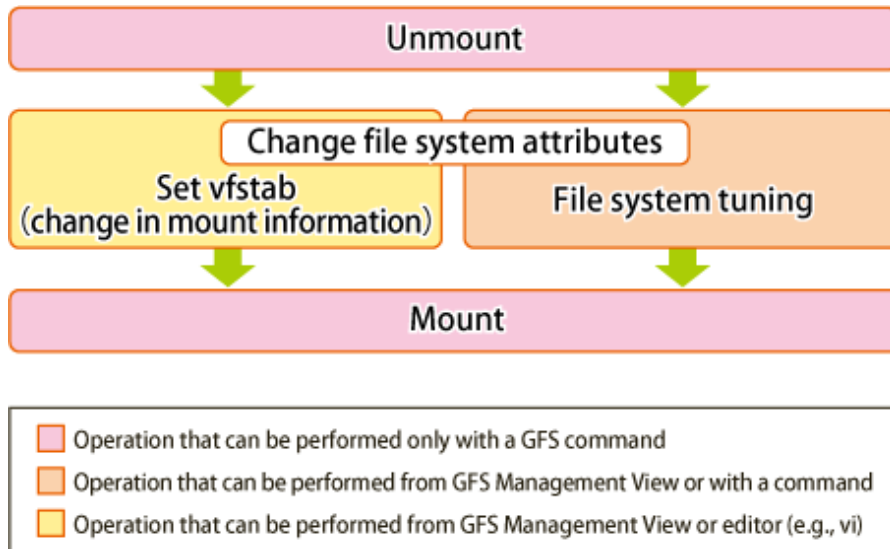 Unmount
Change file system attributes
Set vfstab
(change in mount information)
File system tuning
Mount
Operation that can be performed only with a GFS command
Operation that can be performed from GFS Management View or with a command
Operation that can be performed from GFS Management View or editor (e.g., vi)